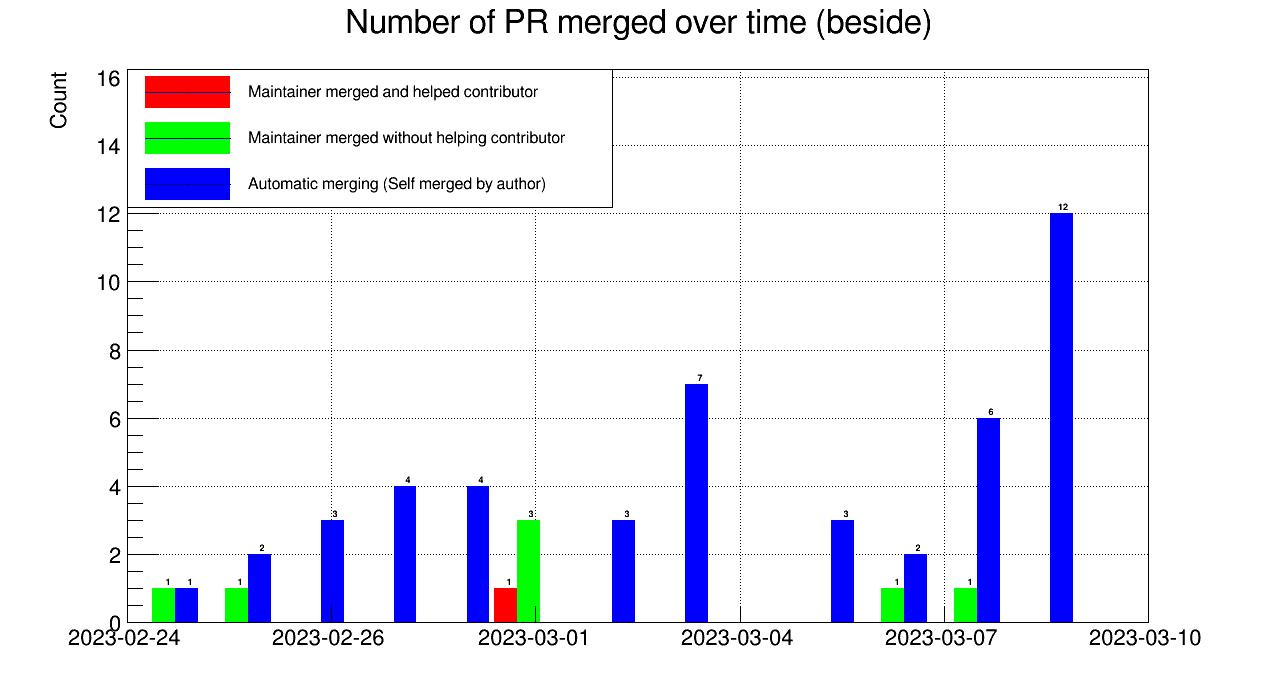 Number of PR merged over time (beside)
Count
Maintainer merged and helped contributor
Maintainer merged without helping contributor
Automatic merging (Self merged by author)
16
14
12
10
8
6
4
2
0
1 1 1 2 3 4 4 1 3 3 7 3 1 2 1 6 12
2023-02-24 2023-02-26 2023-03-01 2023-03-04 2023-03-07 2023-03-10